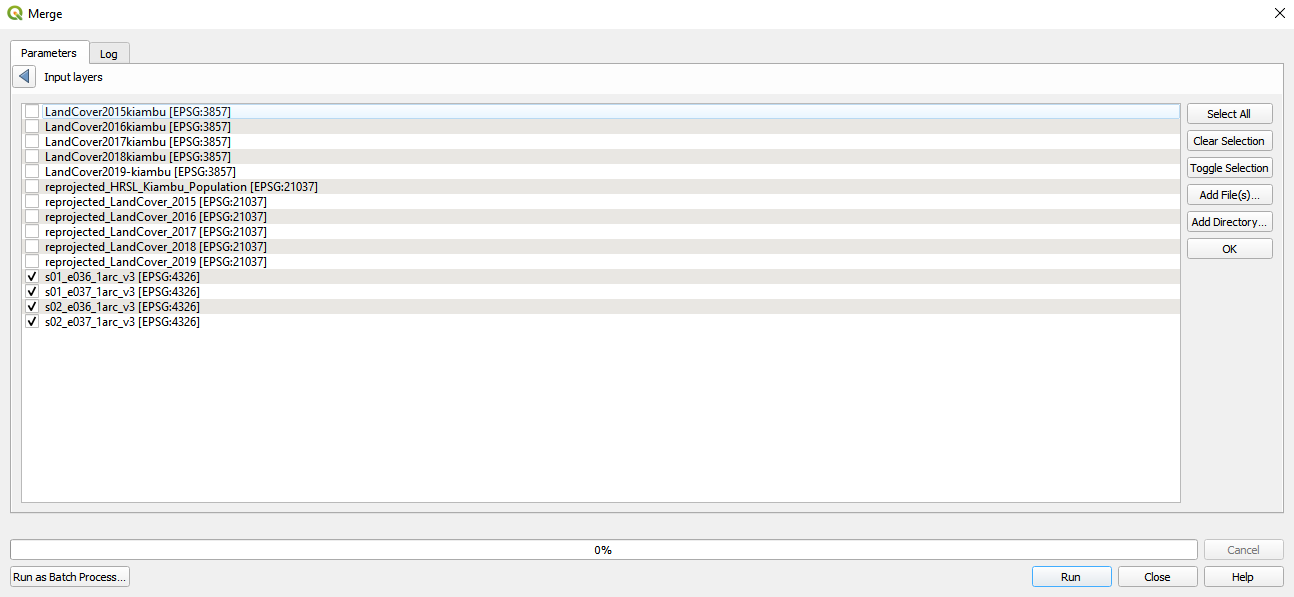 Merge
Parameters
Log
Input layers
LandCover2015kiambu [EPSG:3857]
LandCover2016kiambu [EPSG:3857]
LandCover2017kiambu [EPSG:3857]
LandCover2018kiambu [EPSG:3857]
LandCover2019-kiambu [EPSG:3857]
reprojected_HRSL_Kiambu_Population [EPSG:21037]
reprojected_LandCover_2015 [EPSG:21037]
reprojected_LandCover_2016 [EPSG:21037]
reprojected_LandCover_2017 [EPSG:21037]
reprojected_LandCover_2018 [EPSG:21037]
reprojected_LandCover_2019 [EPSG:21037]
s01_e036_1arc_v3 [EPSG:4326]
s01_e037_1arc_v3 [EPSG:4326]
s02_e036_1arc_v3 [EPSG:4326]
s02_e037_1arc_v3 [EPSG:4326]
Select All
Clear Selection
Toggle Selection
Add File(s)...
Add Directory...
OK
0%
Cancel
Run as Batch Process...
Run
Close
Help